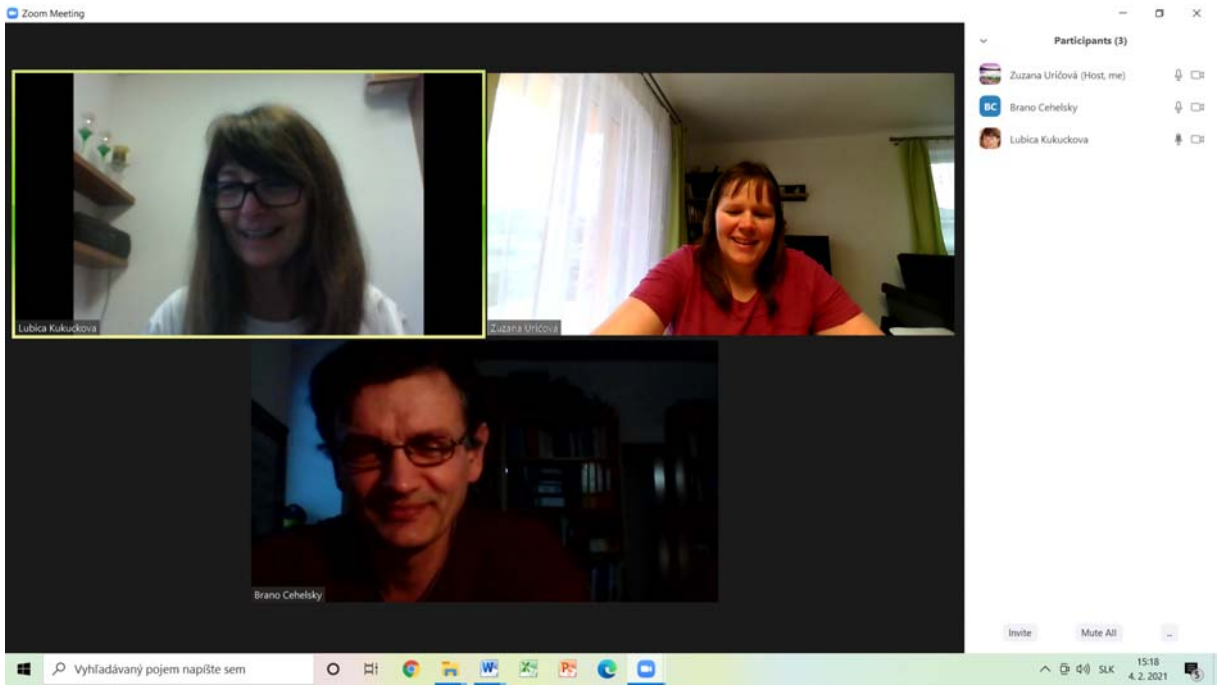 Zoom Meeting
Participants (3)
Zuzana Uričová (Host, me)
BC
Brano Cehelsky
Lubica Kukuckova
Lubica Kukuckova
Zuzana Uričová
Brano Cehelsky
Invite
Mute All
..
Vyhľadávaný pojem napíšte sem
SLK
15:18
4. 2. 2021
5